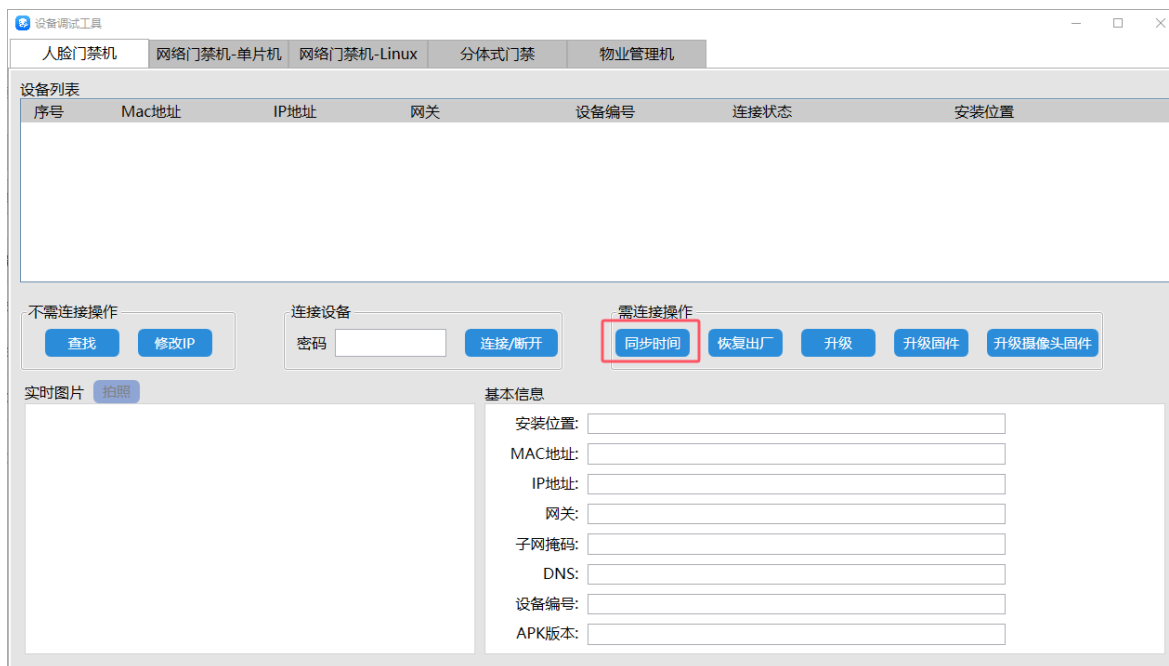 设备调试工具
人脸门禁机 网络门禁机-单片机 网络门禁机-Linux 分体式门禁 物业管理机
设备列表
序号 Mac地址 IP地址 网关 设备编号 连接状态 安装位置
不需连接操作 连接设备 需连接操作
查找 修改IP 密码 连接/断开 同步时间 恢复出厂 升级 升级固件 升级摄像头固件
实时图片 拍照 基本信息
安装位置:
MAC地址:
IP地址:
网关:
子网掩码:
DNS:
设备编号:
APK版本: